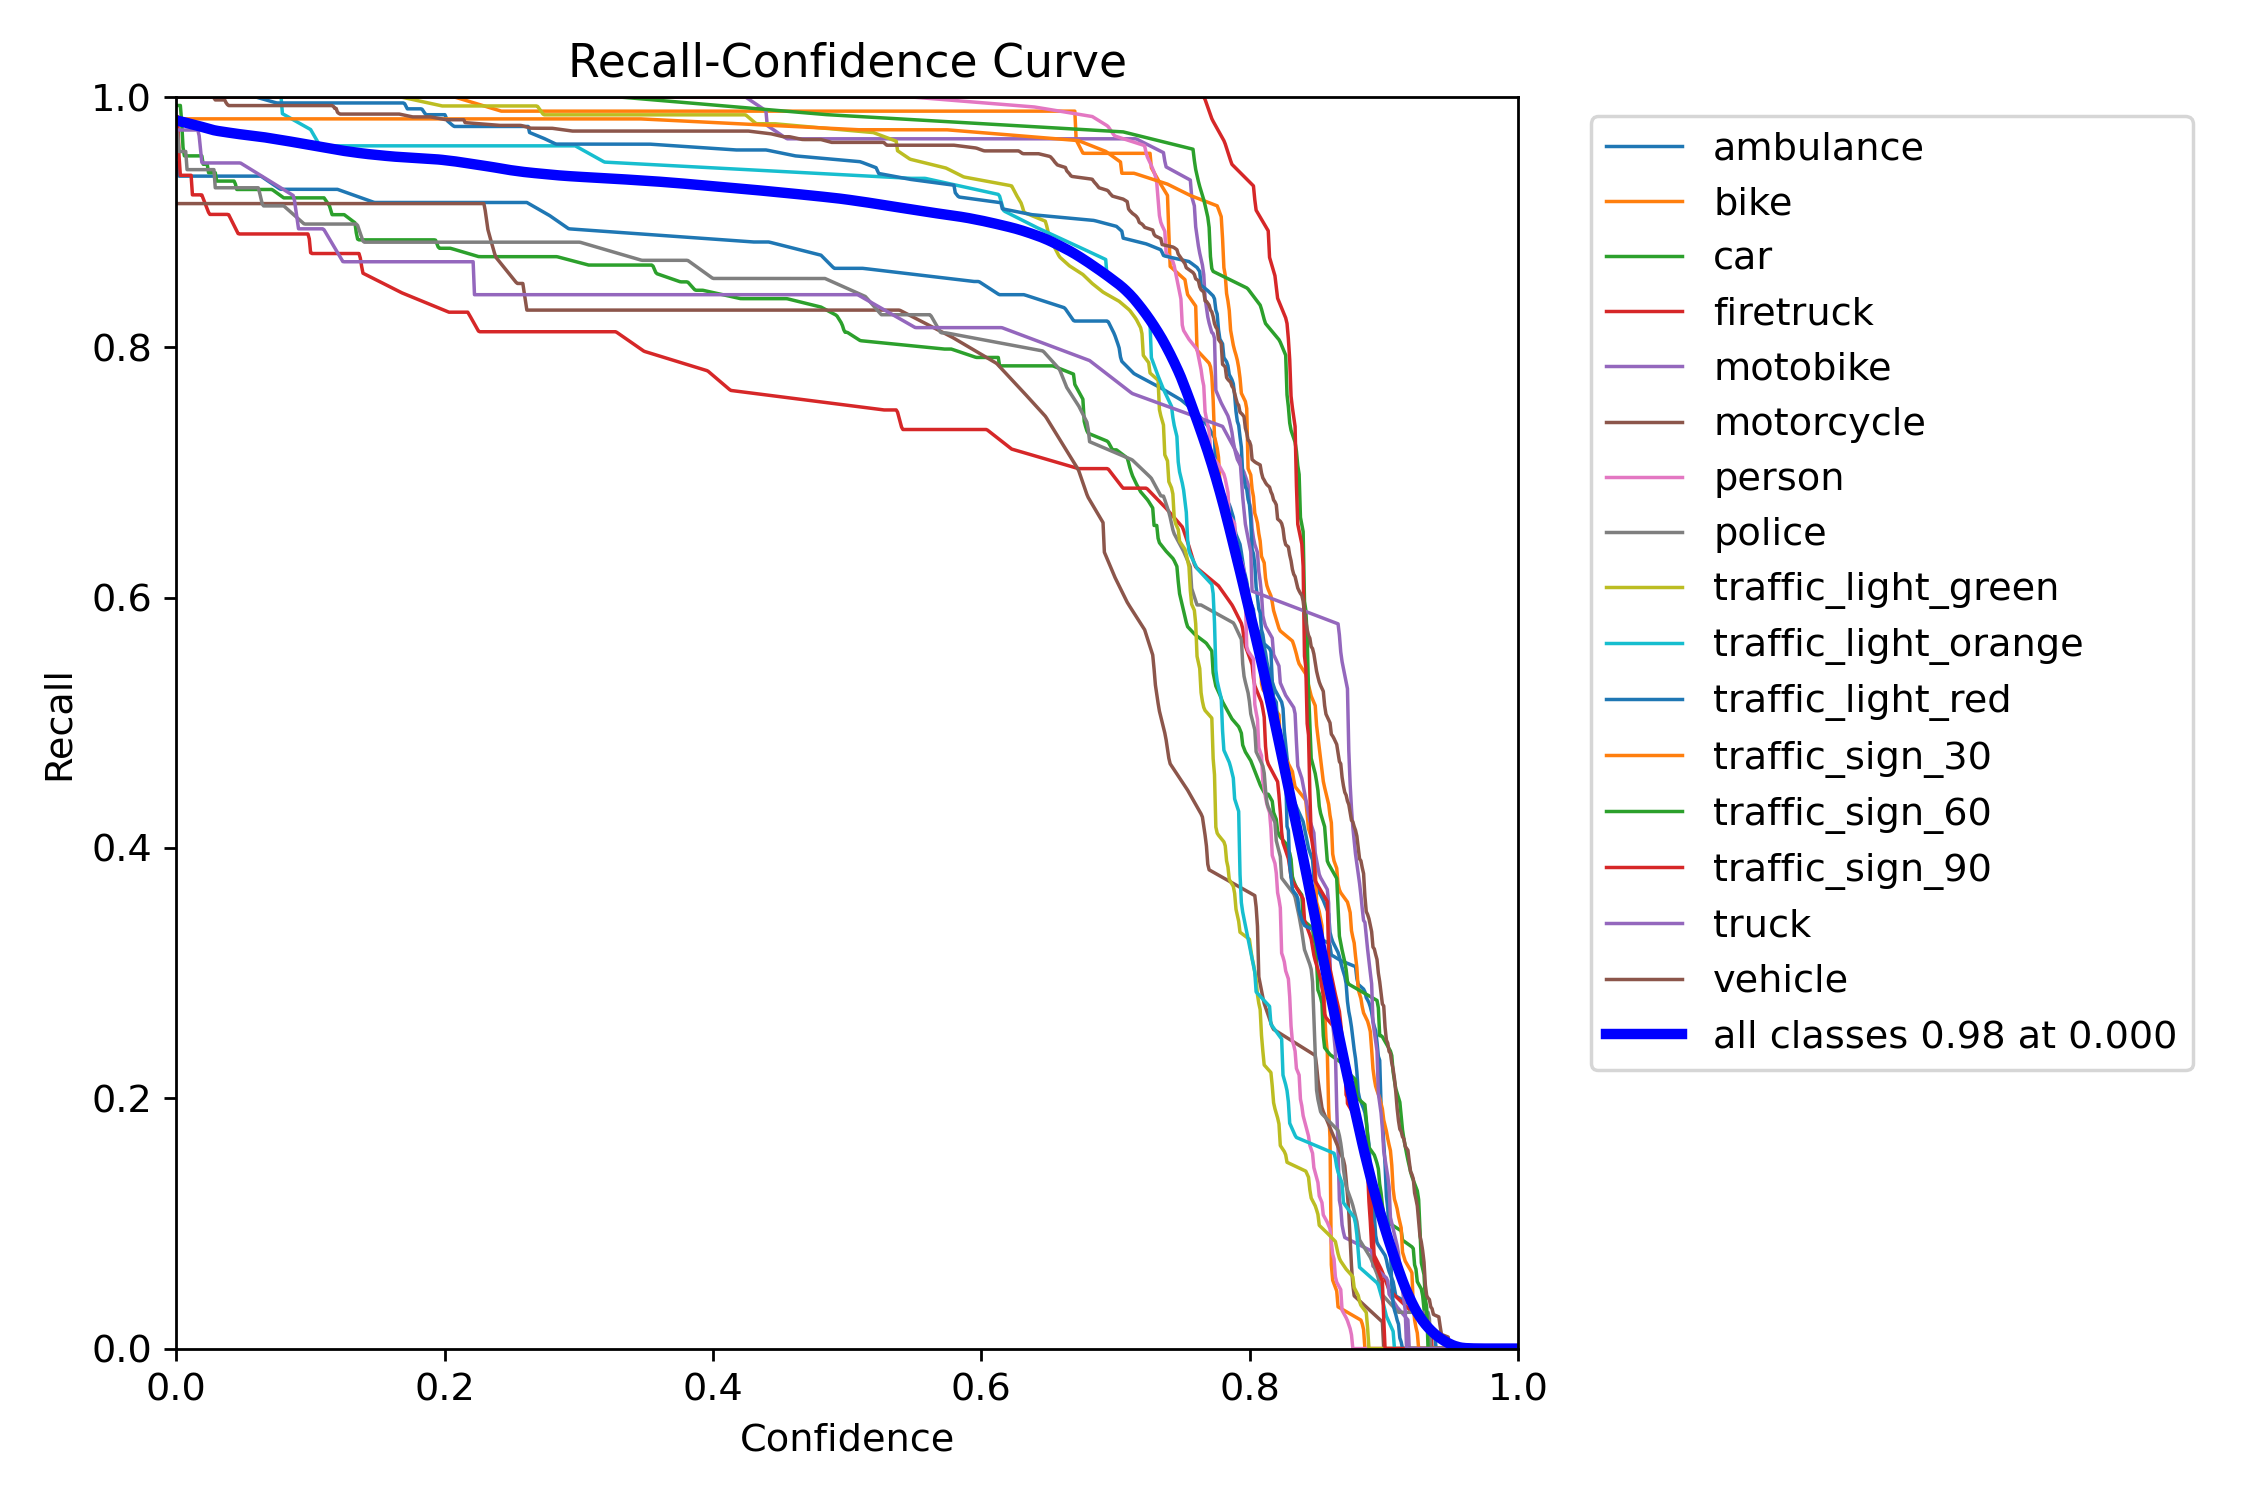 Recall-Confidence Curve
1.0
0.8
0.6
0.4
0.2
0.0
Recall
0.0 0.2 0.4 0.6 0.8 1.0
Confidence
ambulance
bike
car
firetruck
motobike
motorcycle
person
police
traffic_light_green
traffic_light_orange
traffic_light_red
traffic_sign_30
traffic_sign_60
traffic_sign_90
truck
vehicle
all classes 0.98 at 0.000